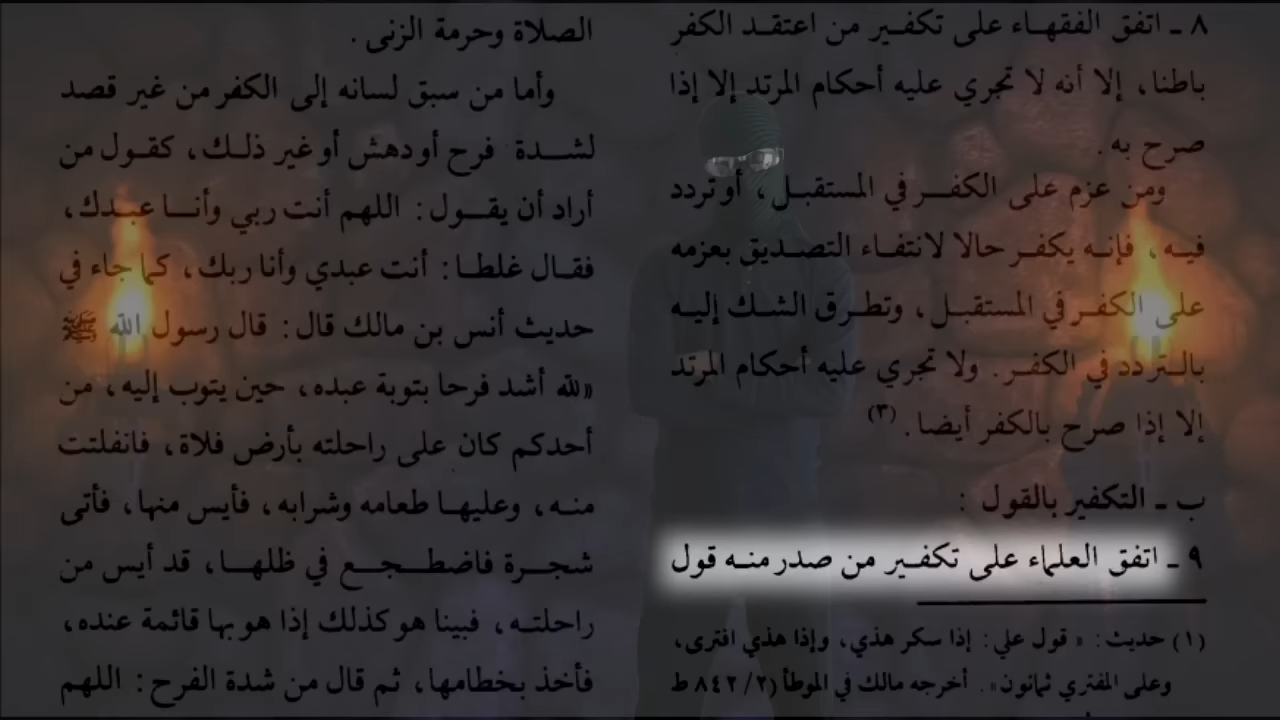 ٨ ـ اتفق الفقهاء على تكفير من اعتقد الكفر
باطنا، إلا أنه لا تجري عليه أحكام المرتد إلا إذا
صرح به.
ومن عزم على الكفر في المستقبل، أو تردد
فيه، فإنه يكفر حالا لانتفاء التصديق بعزمه
على الكفر في المستقبل، وتطرق الشك إليه
بالتردد في الكفر. ولا تجري عليه أحكام المرتد
إلا إذا صرح بالكفر أيضا. (٣)
ب ـ التكفير بالقول :
٩ ـ اتفق العلماء على تكفير من صدر منه قول
(١) حديث: « قول علي: إذا سكر هذي، وإذا هذي افترى،
وعلى المفتري ثمانون». أخرجه مالك في الموطأ (٢/ ٨٤٢ ط
الصلاة وحرمة الزنى .
وأما من سبق لسانه إلى الكفر من غير قصد
لشدة فرح أو دهش أو غير ذلك، كقول من
أراد أن يقول: اللهم أنت ربي وأنا عبدك،
فقال غلطا: أنت عبدي وأنا ربك، كما جاء في
حديث أنس بن مالك قال: قال رسول الله ﷺ
«لله أشد فرحا بتوبة عبده، حين يتوب إليه، من
أحدكم كان على راحلته بأرض فلاة، فانفلتت
منه، وعليها طعامه وشرابه، فأيس منها، فأتى
شجرة فاضطجع في ظلها، قد أيس من
راحلته، فبينا هو كذلك إذا هو بها قائمة عنده،
فأخذ بخطامها، ثم قال من شدة الفرح: اللهم